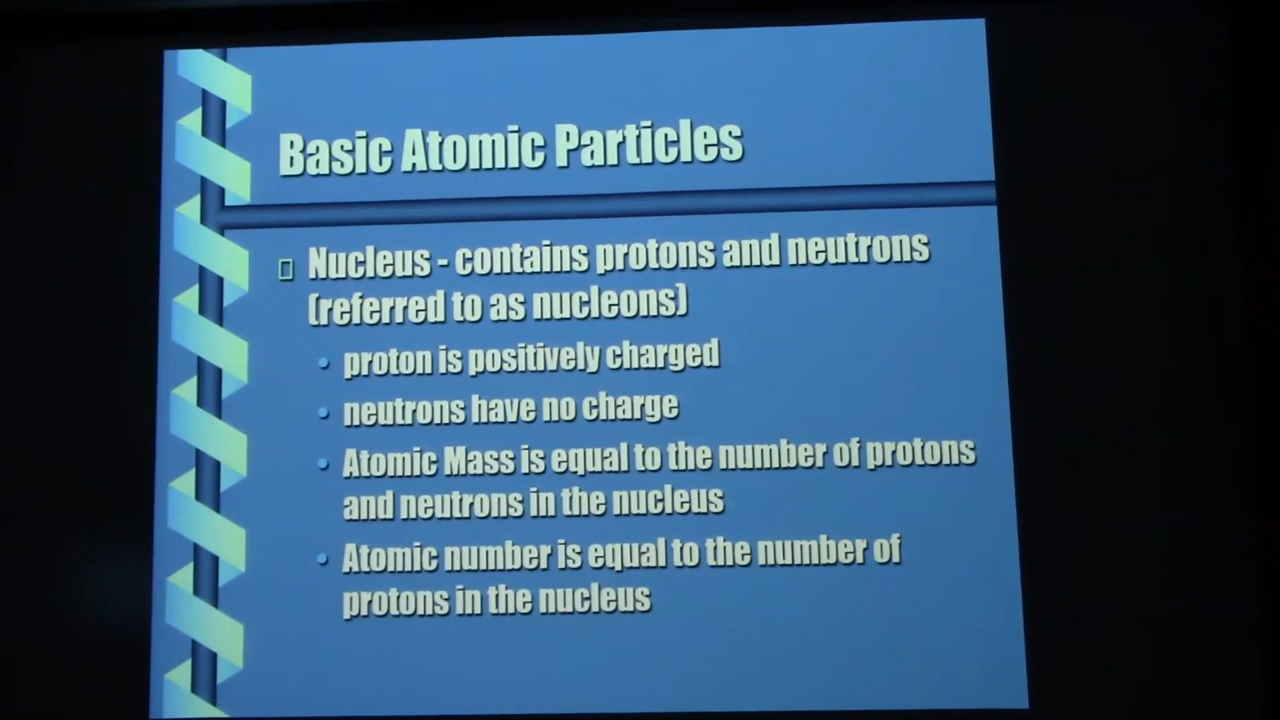 Basic Atomic Particles
Nucleus - contains protons and neutrons
(referred to as nucleons)
• proton is positively charged
• neutrons have no charge
• Atomic Mass is equal to the number of protons
and neutrons in the nucleus
• Atomic number is equal to the number of
protons in the nucleus